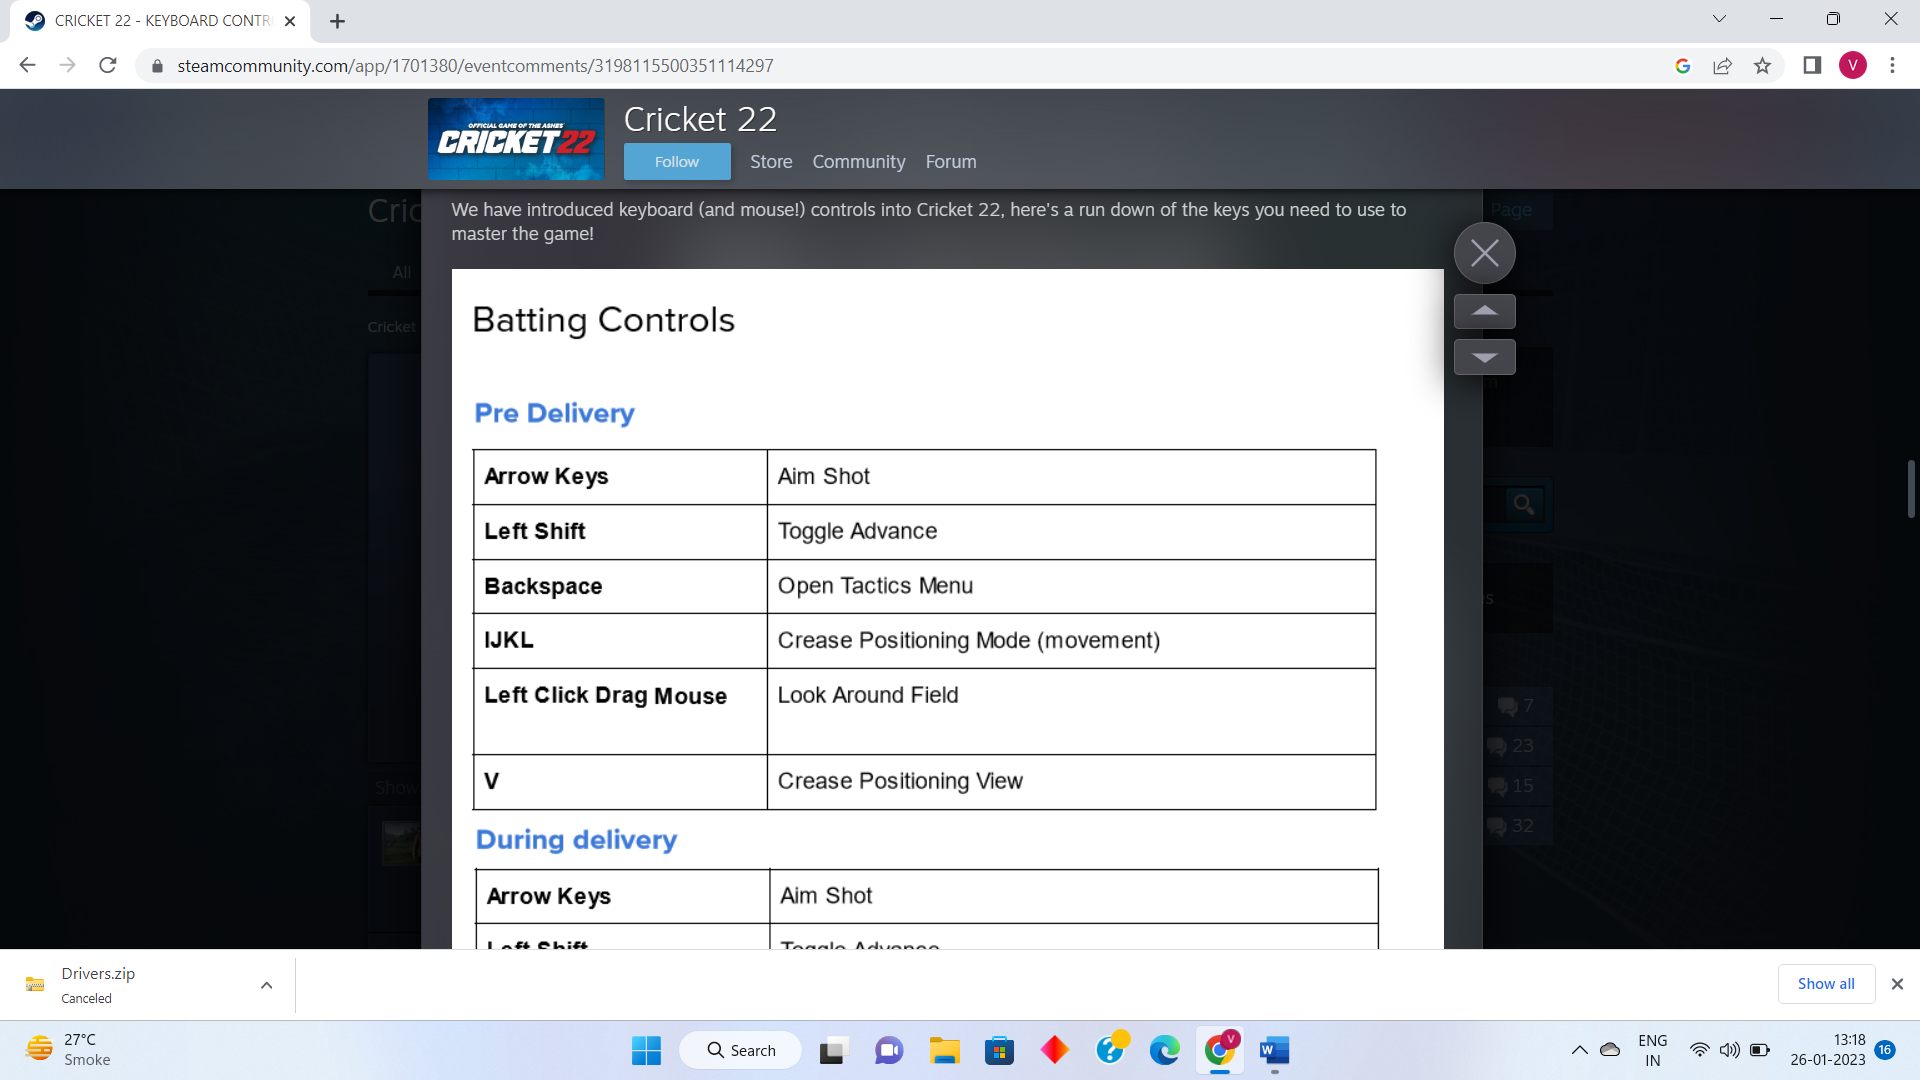 CRICKET 22 - KEYBOARD CONTR
steamcommunity.com/app/1701380/eventcomments/3198115500351114297
V
OFFICIAL GAME OF THE ASHES
CRICKET 22
Cricket 22
Follow
Store
Community
Forum
Cric
We have introduced keyboard (and mouse!) controls into Cricket 22, here's a run down of the keys you need to use to
master the game!
Page
All
Cricket
Batting Controls
Pre Delivery
Arrow Keys
Aim Shot
Left Shift
Toggle Advance
Backspace
Open Tactics Menu
IJKL
Crease Positioning Mode (movement)
Left Click Drag Mouse
Look Around Field
V
Crease Positioning View
7
23
15
32
Show
During delivery
Arrow Keys
Aim Shot
Left Shift
Toggle Advance
Drivers.zip
Canceled
Show all
27°C
Smoke
Search
V
ENG
IN
13:18
26-01-2023
16